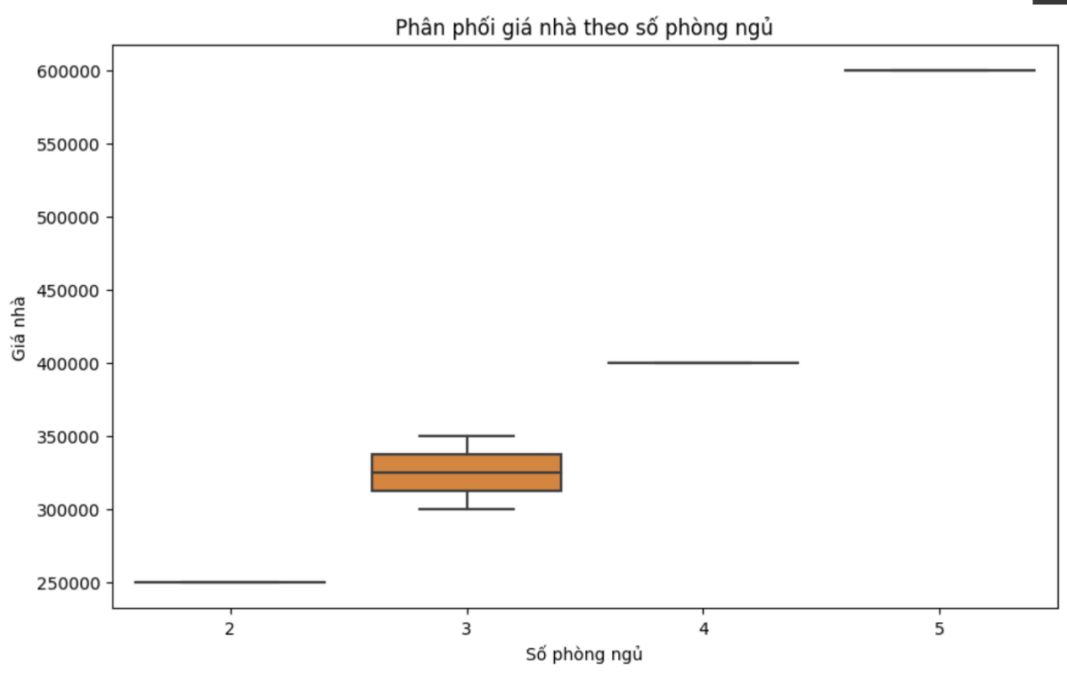 Phân phối giá nhà theo số phòng ngủ
600000
550000
500000
450000
400000
350000
300000
250000
Giá nhà
2 3 4 5
Số phòng ngủ